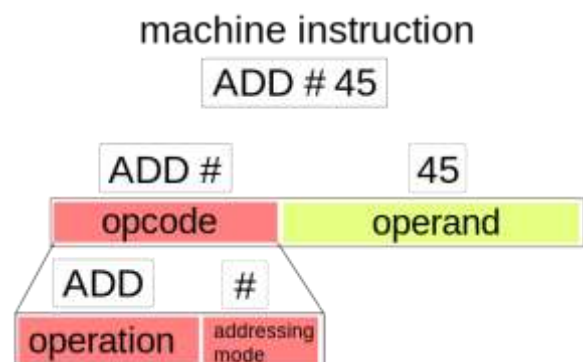 machine instruction
ADD # 45
ADD # 45
opcode operand
ADD #
operation addressing
mode